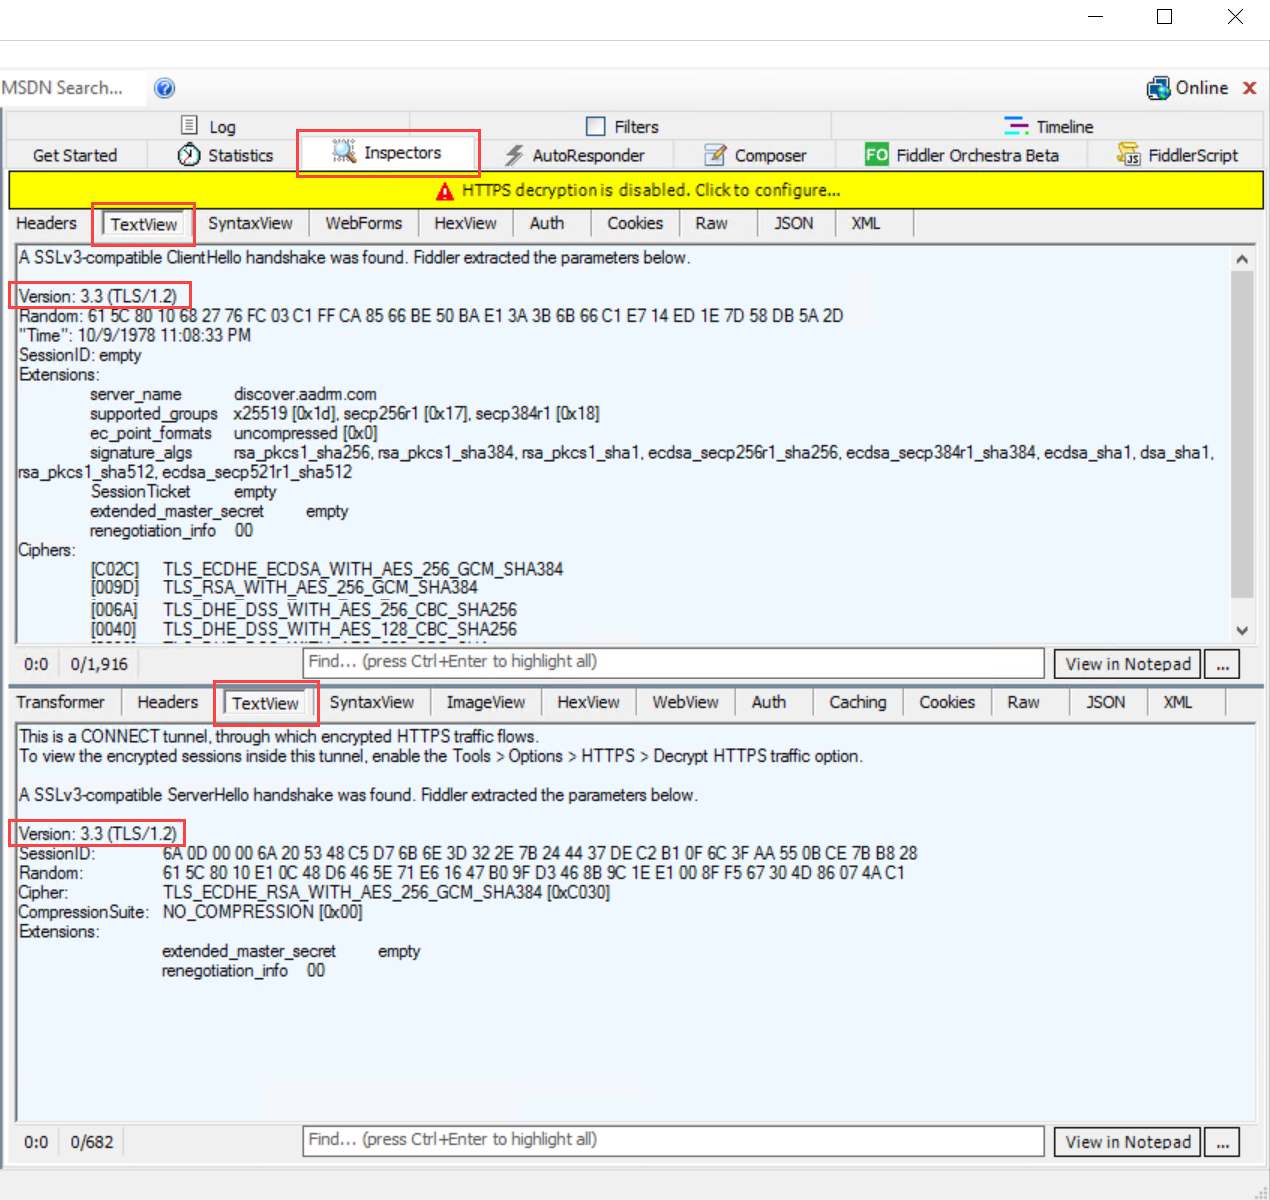 MSDN Search...
Online
Log
Filters
Timeline
Get Started
Statistics
Inspectors
AutoResponder
Composer
FO Fiddler Orchestra Beta
JS FiddlerScript
HTTPS decryption is disabled. Click to configure...
Headers TextView SyntaxView WebForms HexView Auth Cookies Raw JSON XML
A SSLv3-compatible ClientHello handshake was found. Fiddler extracted the parameters below.
Version: 3.3 (TLS/1.2)
Random: 61 5C 80 10 68 27 76 FC 03 C1 FF CA 85 66 BE 50 BA E1 3A 3B 6B 66 C1 E7 14 ED 1E 7D 58 DB 5A 2D
"Time": 10/9/1978 11:08:33 PM
SessionID: empty
Extensions:
server_name discover.aadrm.com
supported_groups x25519 [0x1d], secp256r1 [0x17], secp384r1 [0x18]
ec_point_formats uncompressed [0x0]
signature_algs rsa_pkcs1_sha256, rsa_pkcs1_sha384, rsa_pkcs1_sha1, ecdsa_secp256r1_sha256, ecdsa_secp384r1_sha384, ecdsa_sha1, dsa_sha1,
rsa_pkcs1_sha512, ecdsa_secp521r1_sha512
SessionTicket empty
extended_master_secret empty
renegotiation_info 00
Ciphers:
[C02C] TLS_ECDHE_ECDSA_WITH_AES_256_GCM_SHA384
[009D] TLS_RSA_WITH_AES_256_GCM_SHA384
[006A] TLS_DHE_DSS_WITH_AES_256_CBC_SHA256
[0040] TLS_DHE_DSS_WITH_AES_128_CBC_SHA256
0:0 0/1,916 Find... (press Ctrl+Enter to highlight all) View in Notepad ...
Transformer Headers TextView SyntaxView ImageView HexView WebView Auth Caching Cookies Raw JSON XML
This is a CONNECT tunnel, through which encrypted HTTPS traffic flows.
To view the encrypted sessions inside this tunnel, enable the Tools > Options > HTTPS > Decrypt HTTPS traffic option.
A SSLv3-compatible ServerHello handshake was found. Fiddler extracted the parameters below.
Version: 3.3 (TLS/1.2)
SessionID: 6A 0D 00 00 6A 20 53 48 C5 D7 6B 6E 3D 32 2E 7B 24 44 37 DE C2 B1 0F 6C 3F AA 55 0B CE 7B B8 28
Random: 61 5C 80 10 E1 0C 48 D6 46 5E 71 E6 16 47 B0 9F D3 46 8B 9C 1E E1 00 8F F5 67 30 4D 86 07 4A C1
Cipher: TLS_ECDHE_RSA_WITH_AES_256_GCM_SHA384 [0xC030]
CompressionSuite: NO_COMPRESSION [0x00]
Extensions:
extended_master_secret empty
renegotiation_info 00
0:0 0/682 Find... (press Ctrl+Enter to highlight all) View in Notepad ...